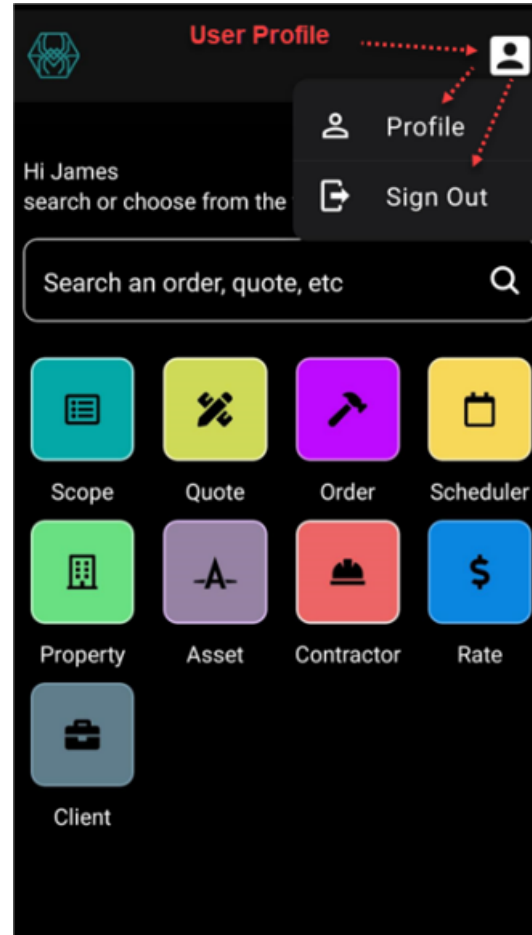 User Profile
Profile
Hi James
search or choose from the
Sign Out
Search an order, quote, etc
Scope
Quote
Order
Scheduler
Property
Asset
Contractor
Rate
Client